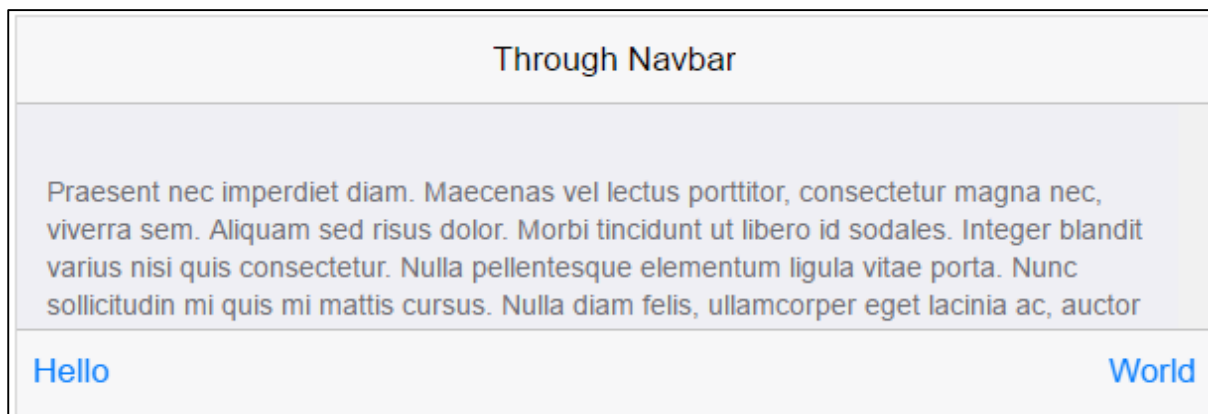 Through Navbar
Praesent nec imperdiet diam. Maecenas vel lectus porttitor, consectetur magna nec,
viverra sem. Aliquam sed risus dolor. Morbi tincidunt ut libero id sodales. Integer blandit
varius nisi quis consectetur. Nulla pellentesque elementum ligula vitae porta. Nunc
sollicitudin mi quis mi mattis cursus. Nulla diam felis, ullamcorper eget lacinia ac, auctor
Hello World